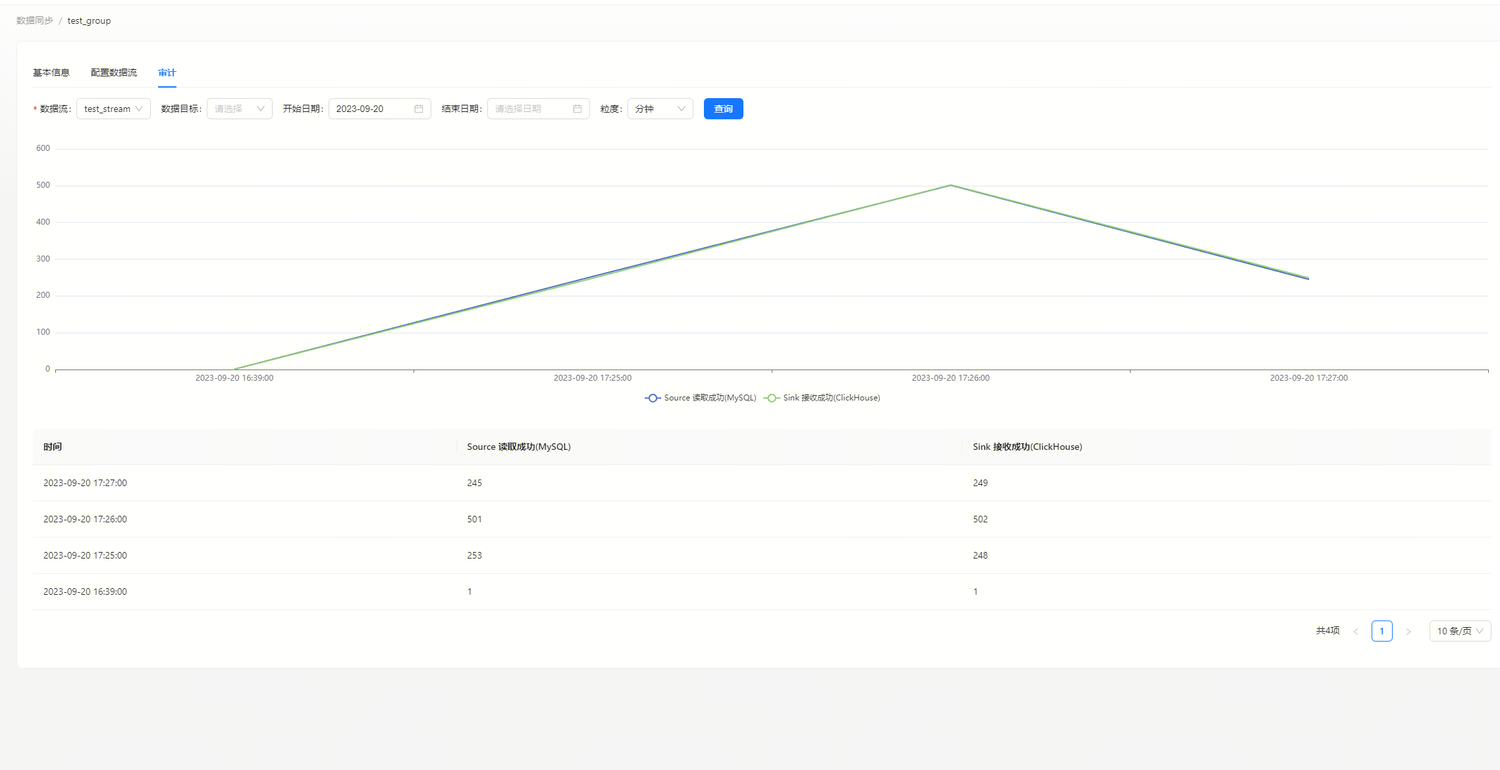 数据同步 / test_group
基本信息 配置数据流 审计
* 数据流: test_stream 数据目标: 请选择 开始日期: 2023-09-20 结束日期: 请选择日期 粒度: 分钟 查询
600
500
400
300
200
100
0
2023-09-20 16:39:00 2023-09-20 17:25:00 2023-09-20 17:26:00 2023-09-20 17:27:00
Source 读取成功(MySQL) Sink 接收成功(ClickHouse)
时间 Source 读取成功(MySQL) Sink 接收成功(ClickHouse)
2023-09-20 17:27:00 245 249
2023-09-20 17:26:00 501 502
2023-09-20 17:25:00 253 248
2023-09-20 16:39:00 1 1
共4项 < 1 > 10 条/页